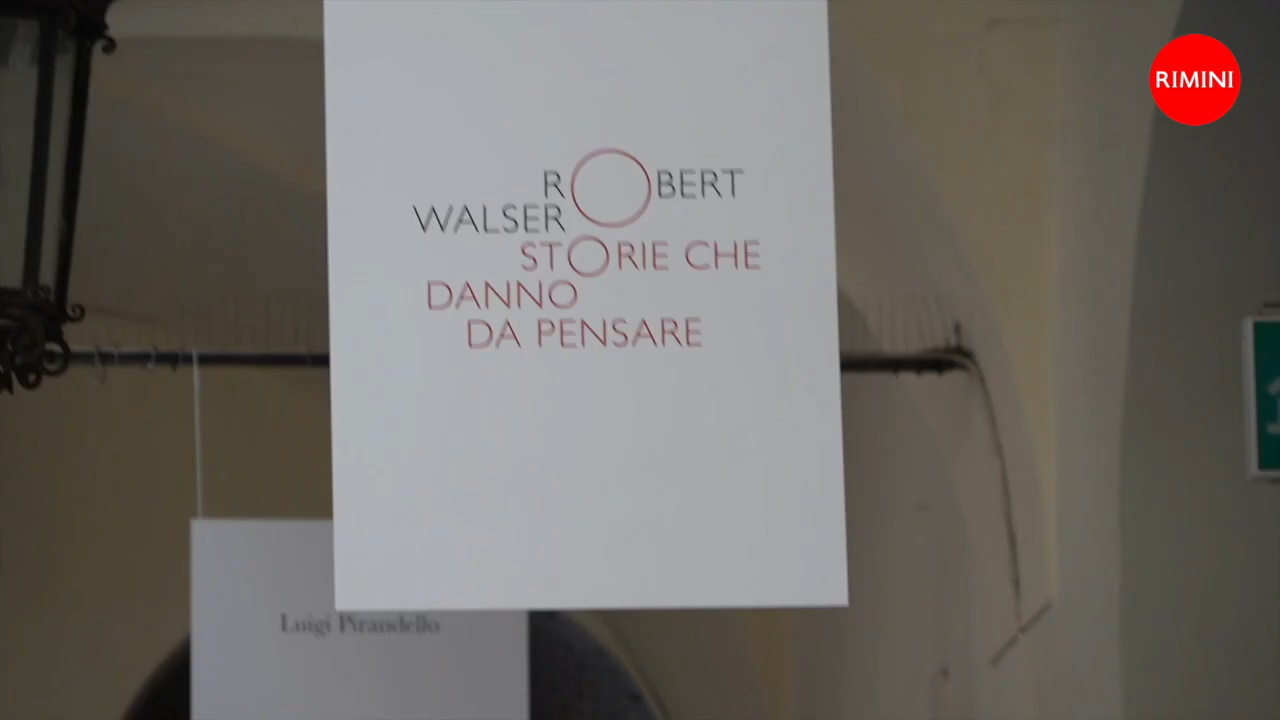 RIMINI
ROBERT
WALSER
STORIE CHE
DANNO
DA PENSARE
Luigi Pirandello